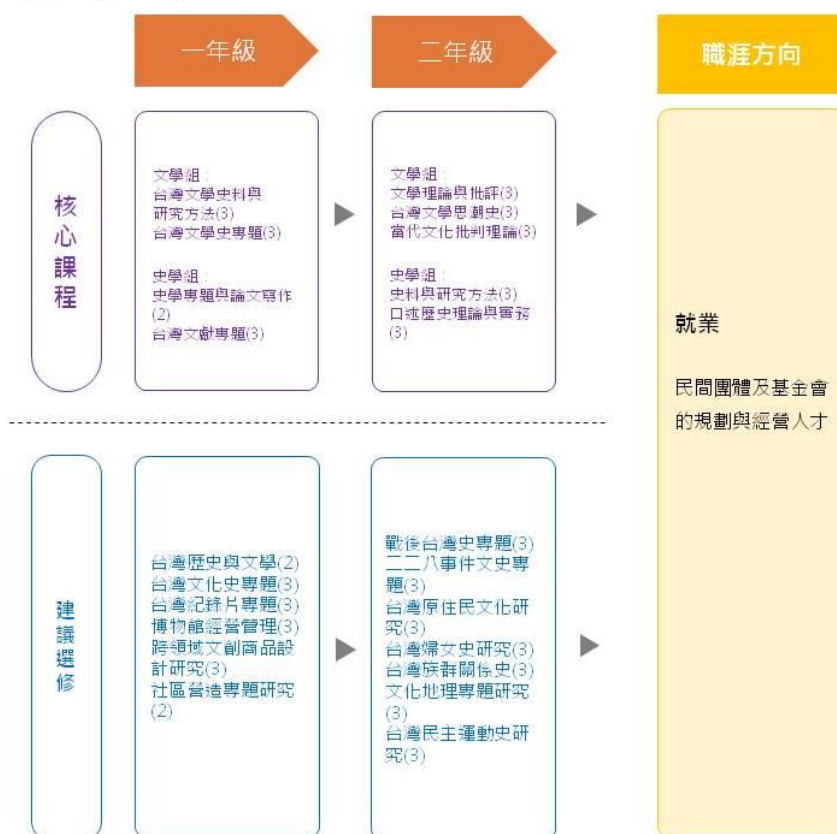 一年級
二年級
職涯方向
核心課程
文學組：
台灣文學史料與
研究方法(3)
台灣文學史專題(3)
史學組：
史學專題與論文寫作
(2)
台灣文獻專題(3)
文學組：
文學理論與批評(3)
台灣文學思潮史(3)
當代文化批判理論(3)
史學組：
史料與研究方法(3)
口述歷史理論與實務
(3)
就業
民間團體及基金會
的規劃與經營人才
建議選修
台灣歷史與文學(2)
台灣文化史專題(3)
台灣紀錄片專題(3)
博物館經營管理(3)
跨領域文創商品設
計研究(3)
社區營造專題研究
(2)
戰後台灣史專題(3)
二二八事件文史專
題(3)
台灣原住民文化研
究(3)
台灣婦女史研究(3)
台灣族群關係史(3)
文化地理專題研究
(3)
台灣民主運動史研
究(3)